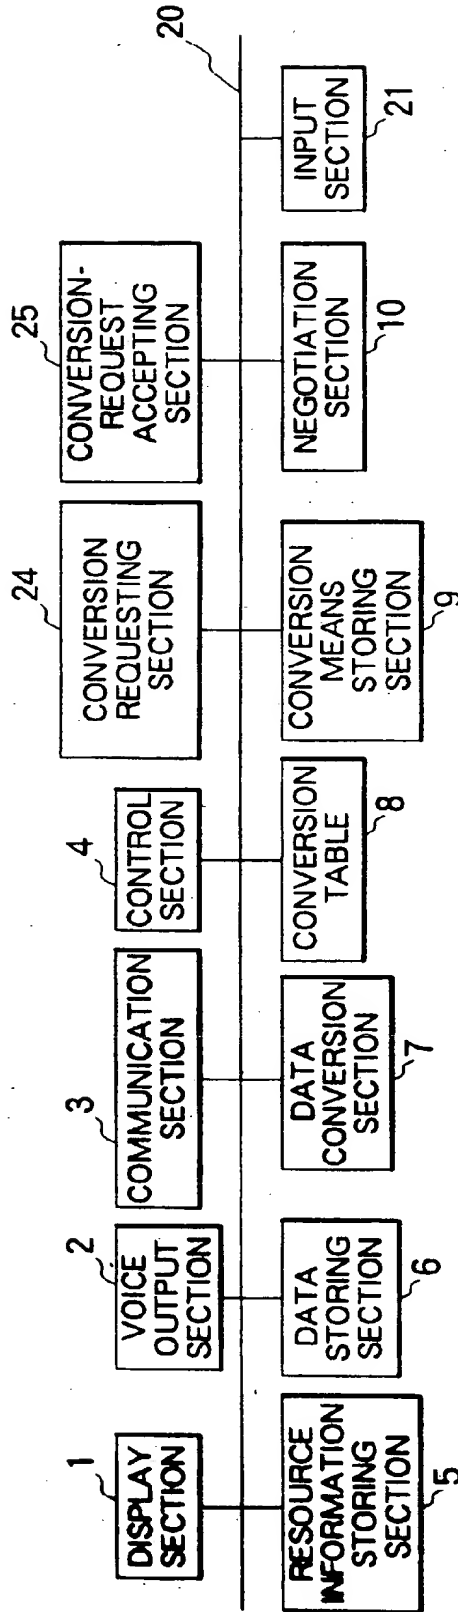 1
DISPLAY
SECTION
2
VOICE
OUTPUT
SECTION
3
COMMUNICATION
SECTION
4
CONTROL
SECTION
24
CONVERSION
REQUESTING
SECTION
25
CONVERSION-
REQUEST
ACCEPTING
SECTION
20
RESOURCE
INFORMATION
STORING
SECTION
5
DATA
STORING
SECTION
6
DATA
CONVERSION
SECTION
7
CONVERSION
TABLE
8
CONVERSION
MEANS
STORING
SECTION
9
NEGOTIATION
SECTION
10
INPUT
SECTION
21